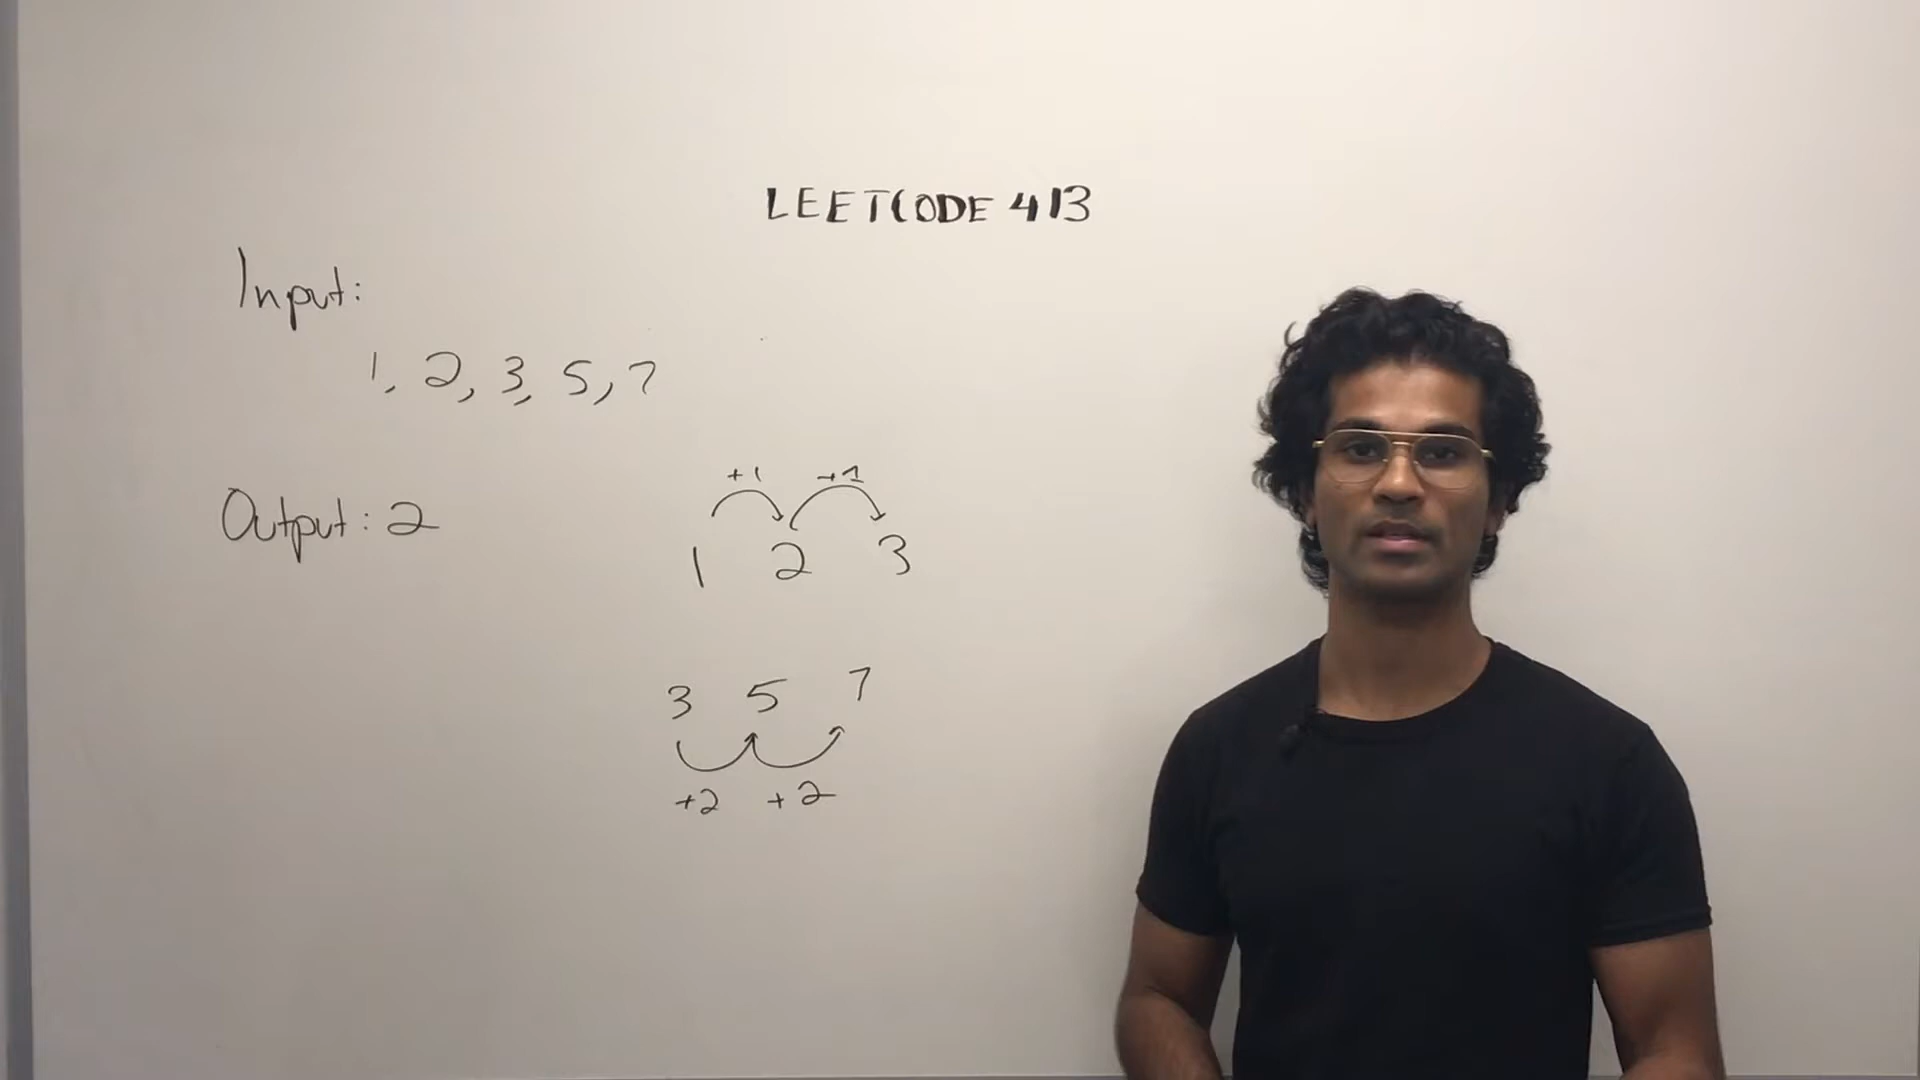 LEETCODE 413
Input:
1, 2, 3, 5, 7
Output: 2
+1 +1
1 2 3
3 5 7
+2 +2